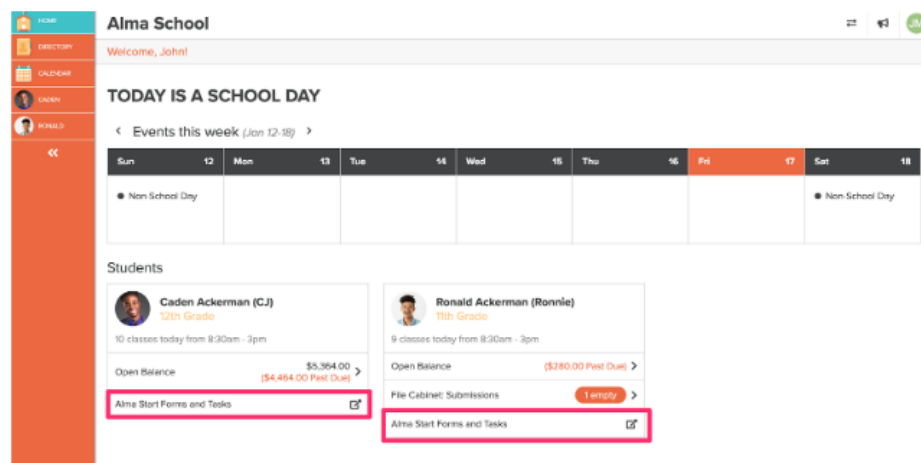 HOME
Alma School
JM
DIRECTORY
Welcome, John!
CALENDAR
CADEN
RONALD
TODAY IS A SCHOOL DAY
Events this week (Jan 12-18)
Sun 12 Mon 13 Tue 14 Wed 15 Thu 16 Fri 17 Sat 18
Non School Day
Non-School Day
Students
Caden Ackerman (CJ)
12th Grade
10 classes today from 8:30am - 3pm
Open Balance $5,364.00
($4,464.00 Past Due)
Alma Start Forms and Tasks
Ronald Ackerman (Ronnie)
11th Grade
9 classes today from 8:30am - 3pm
Open Balance ($280.00 Past Due)
File Cabinet: Submissions 1 empty
Alma Start Forms and Tasks